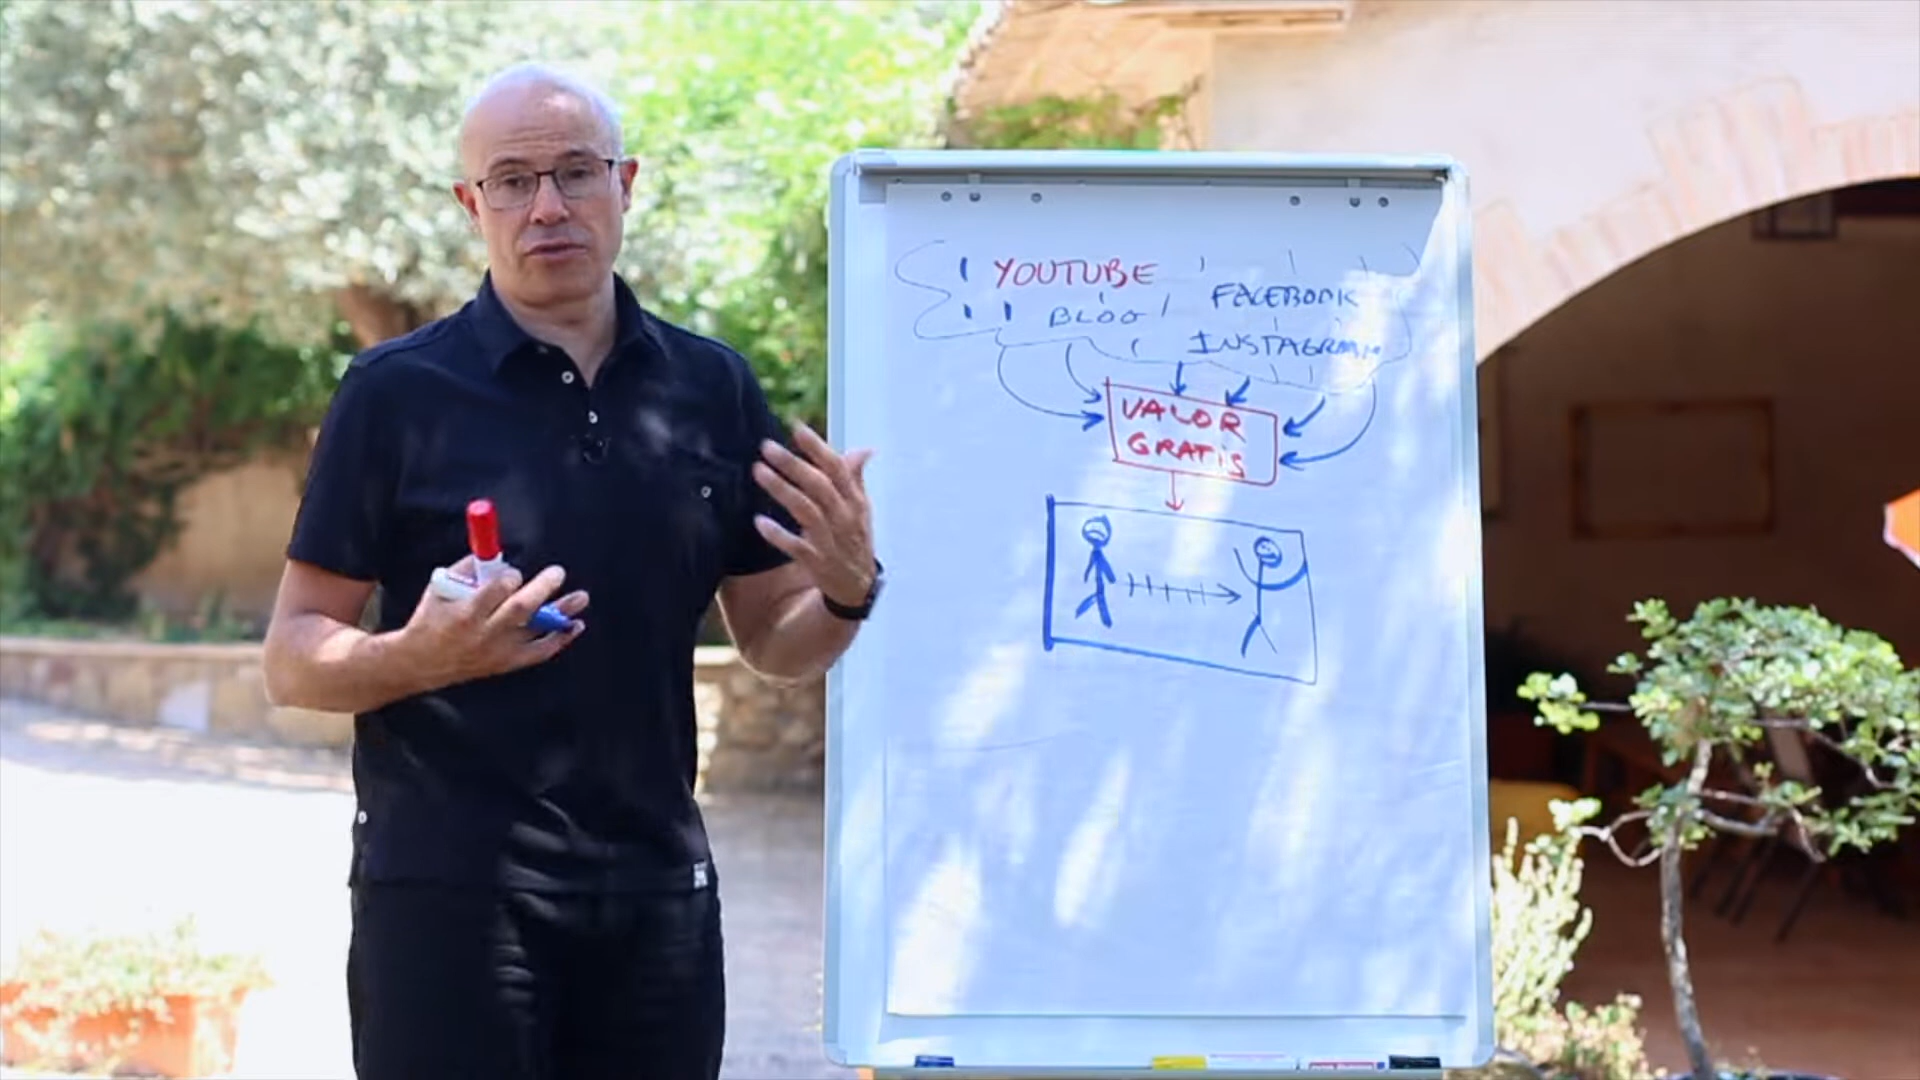 YOUTUBE
FACEBOOK
BLOG
INSTAGRAM
VALOR
GRATIS